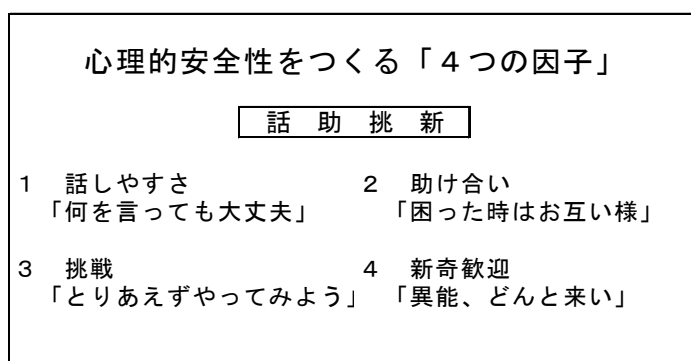 心理的安全性をつくる「４つの因子」
話 助 挑 新
１ 話しやすさ
「何を言っても大丈夫」
２ 助け合い
「困った時はお互い様」
３ 挑戦
「とりあえずやってみよう」
４ 新奇歓迎
「異能、どんと来い」